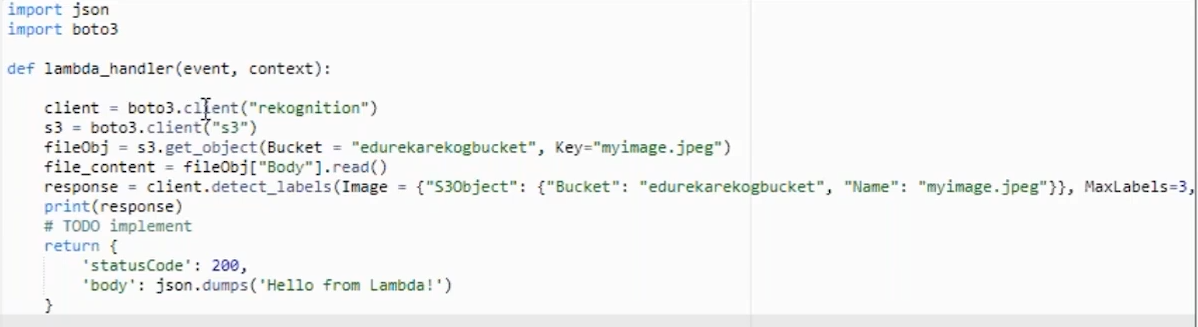 import json
import boto3
def lambda_handler(event, context):
client = boto3.client("rekognition")
s3 = boto3.client("s3")
fileObj = s3.get_object(Bucket = "edurekarekogbucket", Key="myimage.jpeg")
file_content = fileObj["Body"].read()
response = client.detect_labels(Image = {"S3Object": {"Bucket": "edurekarekogbucket", "Name": "myimage.jpeg"}}, MaxLabels=3,
print(response)
# TODO implement
return {
'statusCode': 200,
'body': json.dumps('Hello from Lambda!')
}